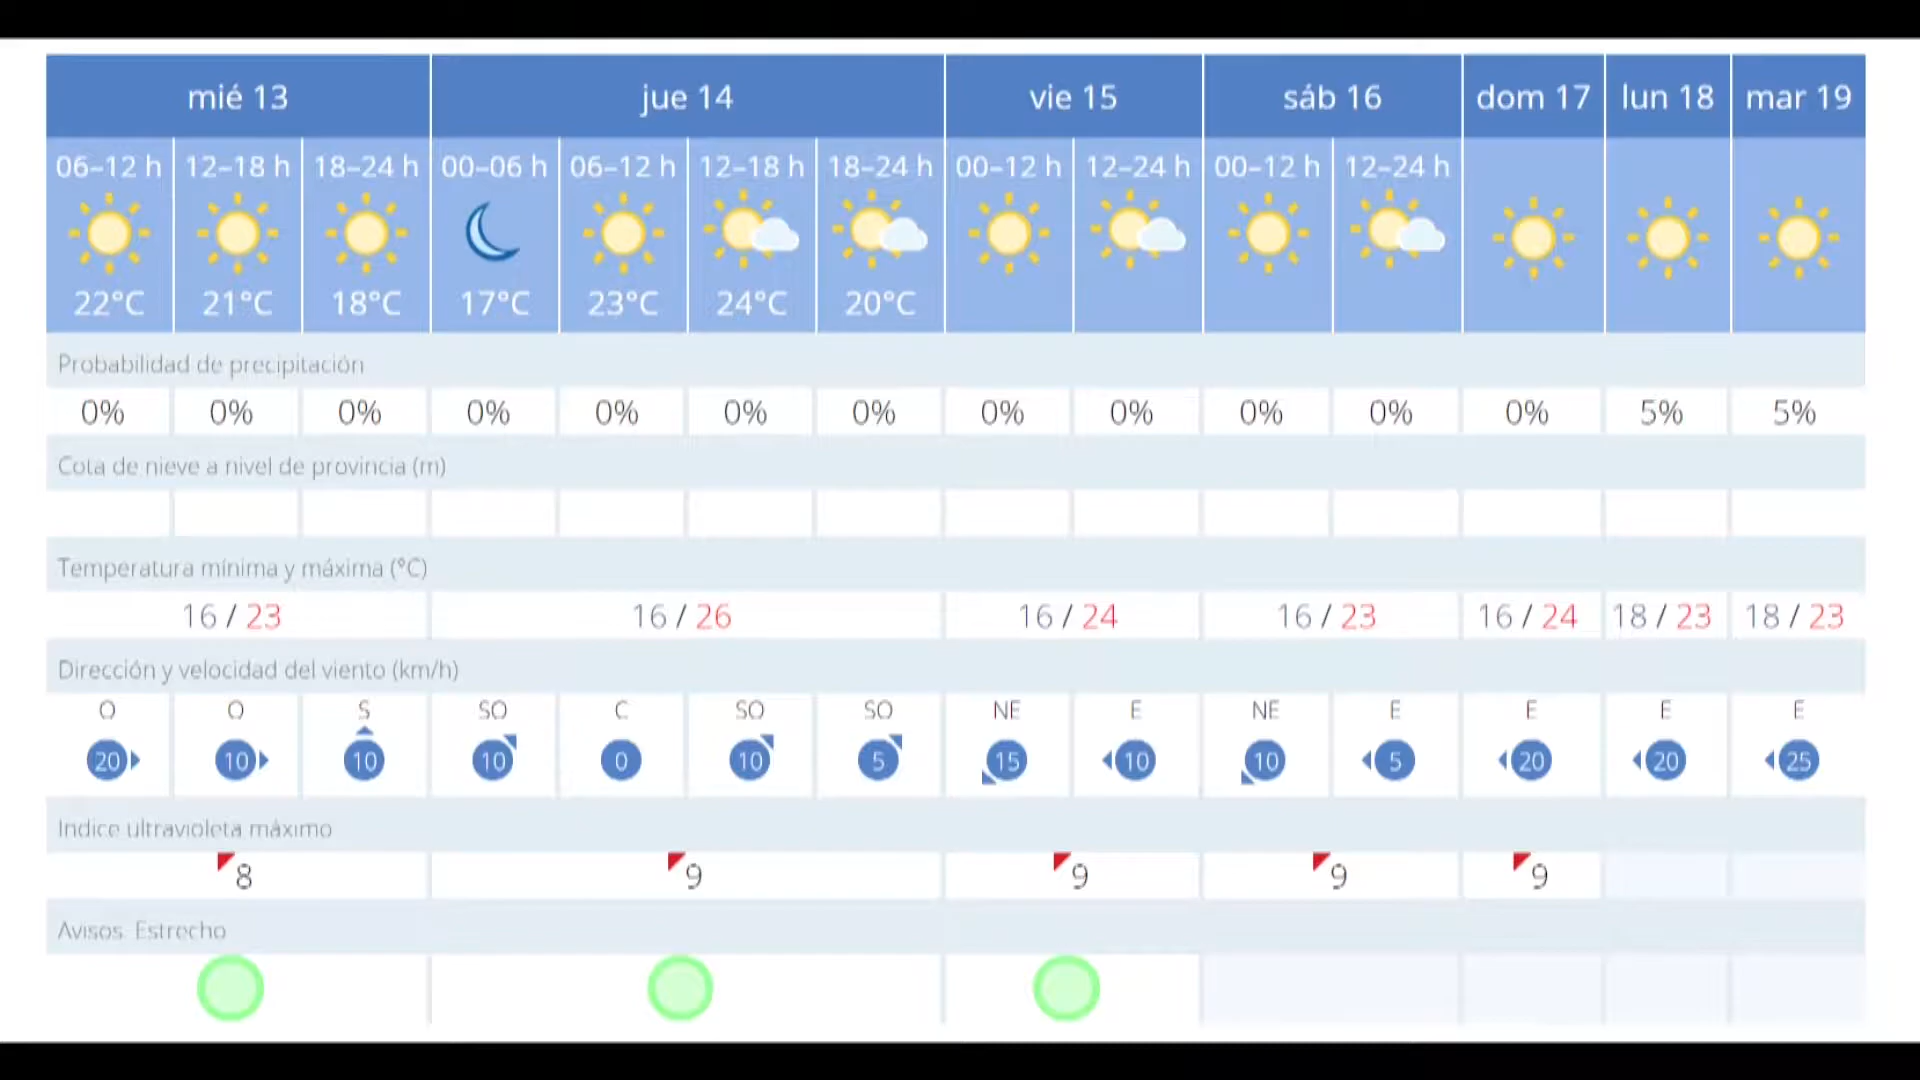 mié 13 jue 14 vie 15 sáb 16 dom 17 lun 18 mar 19
06–12 h 12–18 h 18–24 h 00–06 h 06–12 h 12–18 h 18–24 h 00–12 h 12–24 h 00–12 h 12–24 h
22°C 21°C 18°C 17°C 23°C 24°C 20°C
Probabilidad de precipitación
0% 0% 0% 0% 0% 0% 0% 0% 0% 0% 0% 0% 5% 5%
Cota de nieve a nivel de provincia (m)
Temperatura mínima y máxima (°C)
16 / 23 16 / 26 16 / 24 16 / 23 16 / 24 18 / 23 18 / 23
Dirección y velocidad del viento (km/h)
O O S SO C SO SO NE E NE E E E E
20 10 10 10 0 10 5 15 10 10 5 20 20 25
Indice ultravioleta máximo
8 9 9 9 9
Avisos. Estrecho